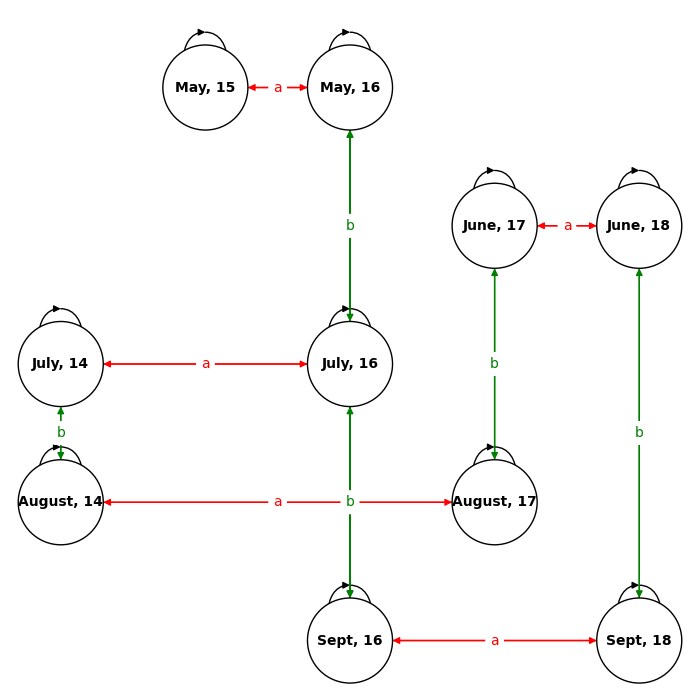 May, 15
a
May, 16
b
June, 17
a
June, 18
July, 14
a
July, 16
b
b
b
August, 14
a
b
August, 17
Sept, 16
a
Sept, 18